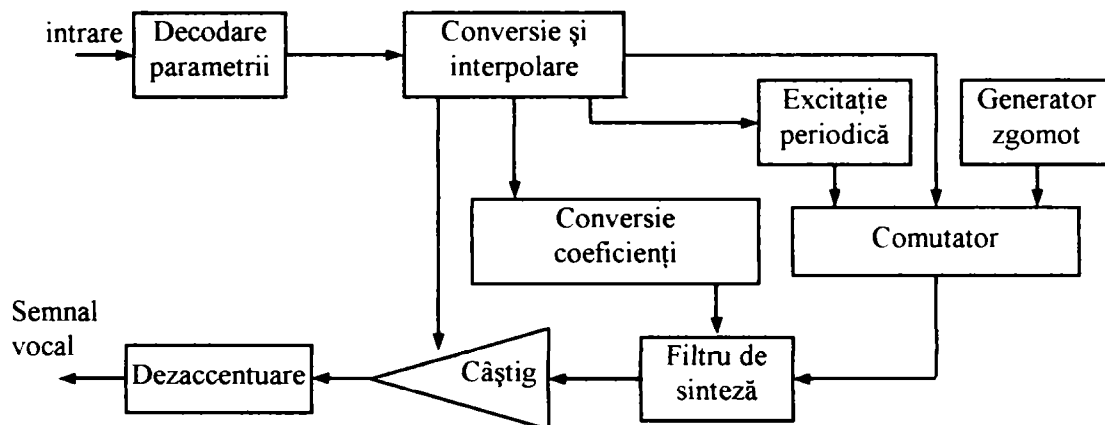 intrare
Decodare
parametrii
Conversie şi
interpolare
Excitaţie
periodică
Generator
zgomot
Conversie
coeficienţi
Comutator
Semnal
vocal
Dezaccentuare
Câştig
Filtru de
sinteză